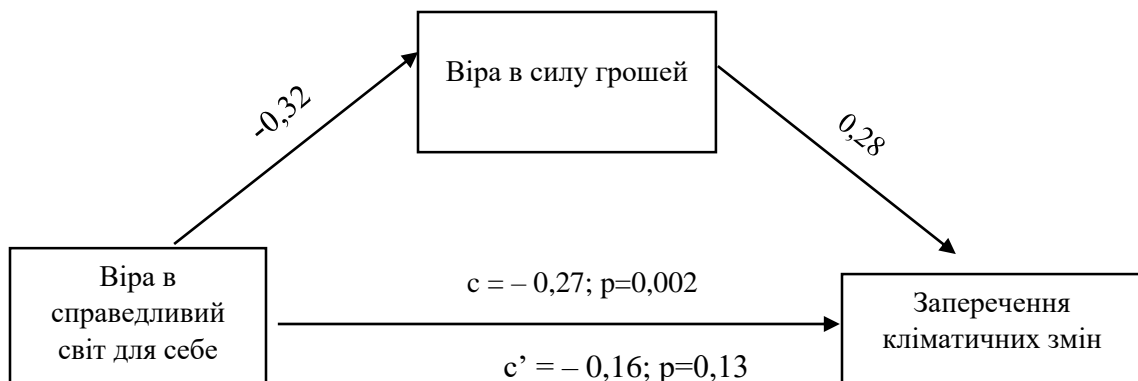 Віра в силу грошей
-0,32
0,28
Віра в
справедливий
світ для себе
c = – 0,27; p=0,002
c’ = – 0,16; p=0,13
Заперечення
кліматичних змін